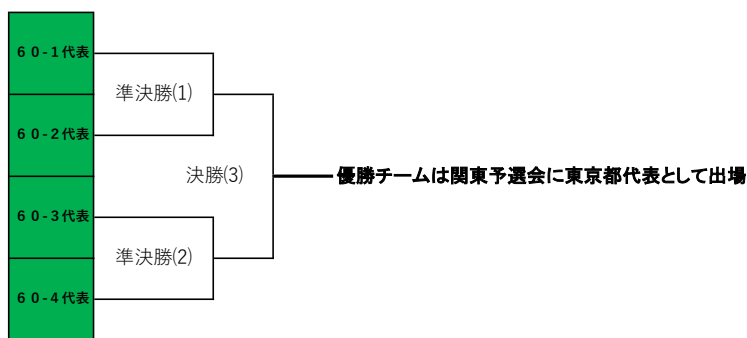 ６０-１代表
準決勝(1)
６０-２代表
決勝(3)
優勝チームは関東予選会に東京都代表として出場
６０-３代表
準決勝(2)
６０-４代表